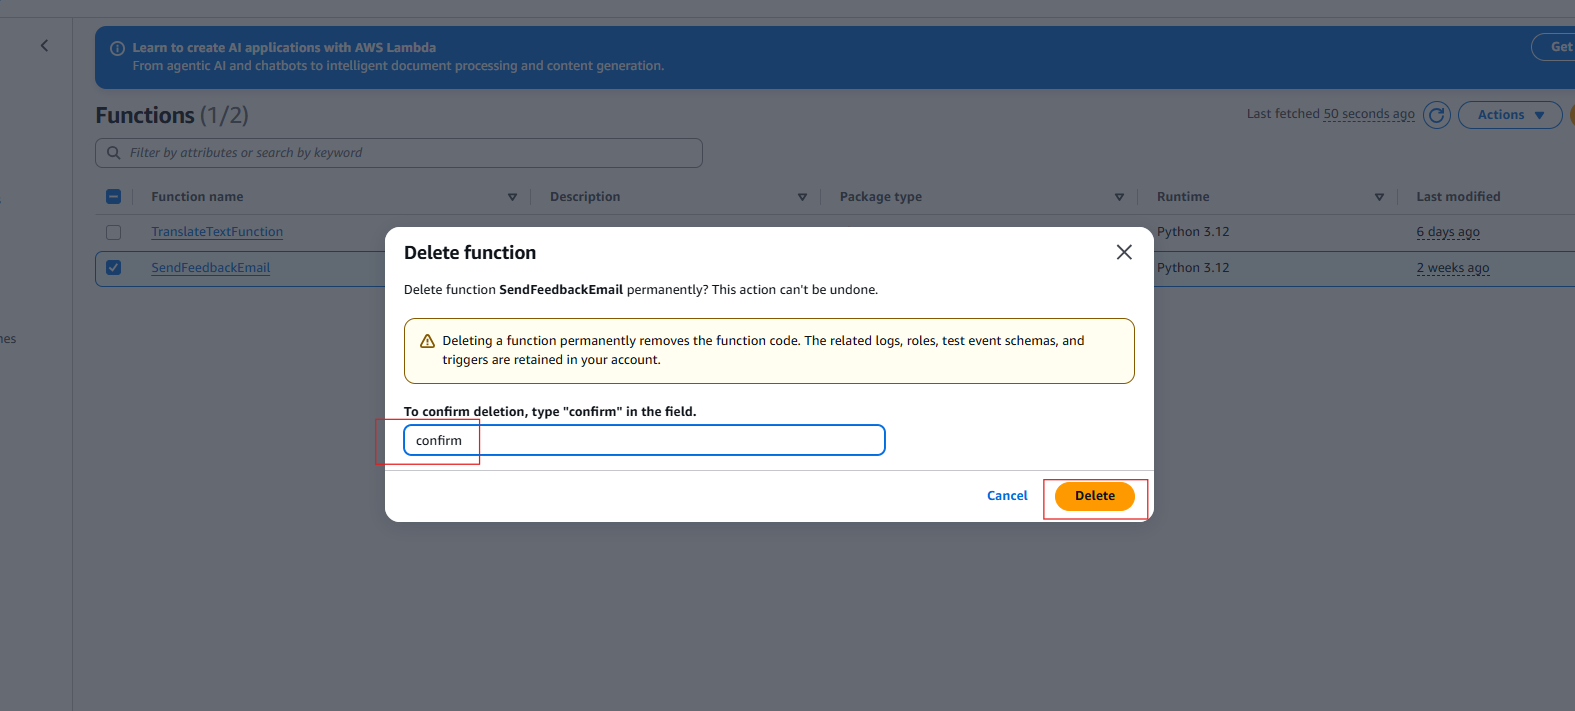 Learn to create AI applications with AWS Lambda
From agentic AI and chatbots to intelligent document processing and content generation.
Get
Functions (1/2)
Last fetched 50 seconds ago
Actions
Filter by attributes or search by keyword
Function name
Description
Package type
Runtime
Last modified
TranslateTextFunction
Python 3.12
6 days ago
SendFeedbackEmail
Python 3.12
2 weeks ago
Delete function
Delete function SendFeedbackEmail permanently? This action can't be undone.
Deleting a function permanently removes the function code. The related logs, roles, test event schemas, and
triggers are retained in your account.
To confirm deletion, type "confirm" in the field.
confirm
Cancel
Delete